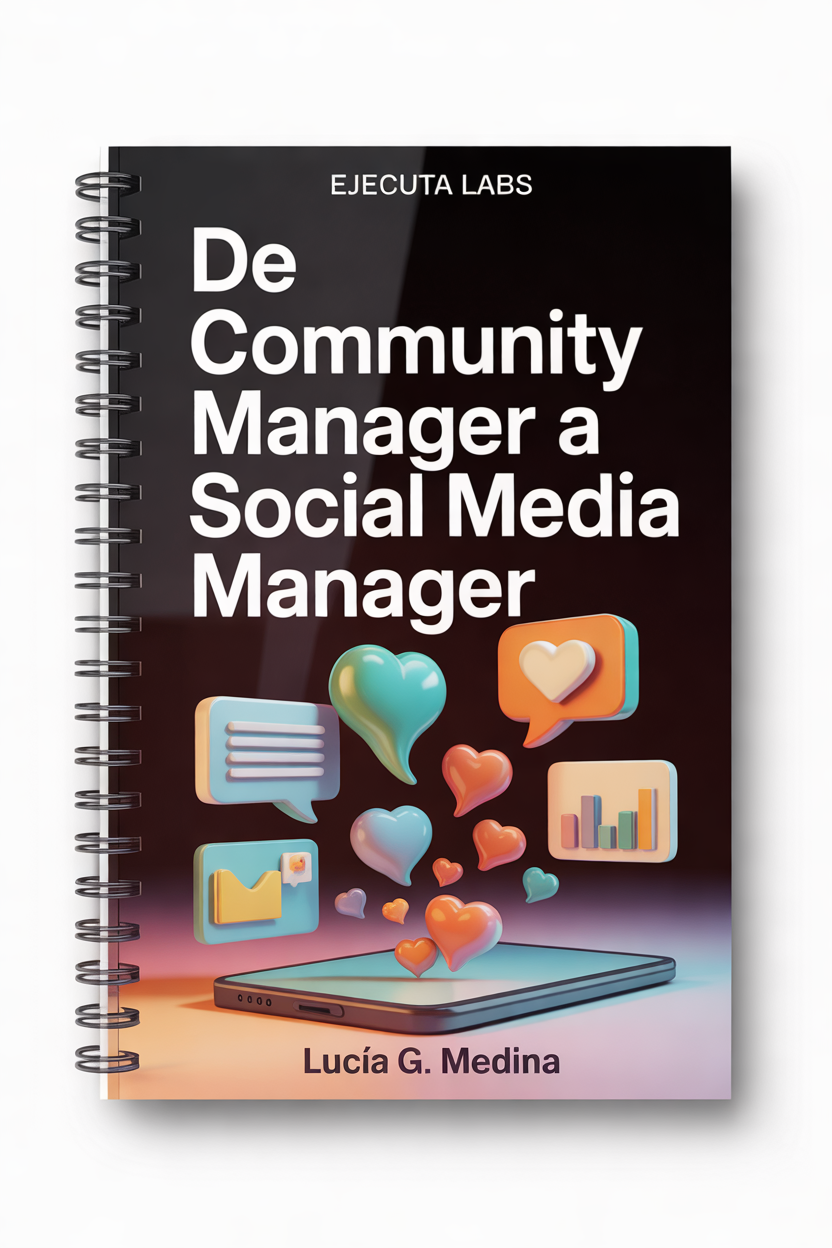 EJECUTA LABS
De
Community
Manager a
Social Media
Manager
Lucía G. Medina